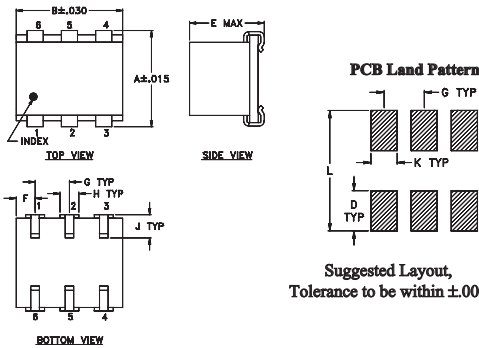 B±.030
6 5 4
A±.015
INDEX
1 2 3
TOP VIEW
E MAX
SIDE VIEW
PCB Land Pattern
G TYP
K TYP
L
D
TYP
Suggested Layout,
Tolerance to be within ±.00
G TYP
H TYP
F
1 2 3
J TYP
6 5 4
BOTTOM VIEW